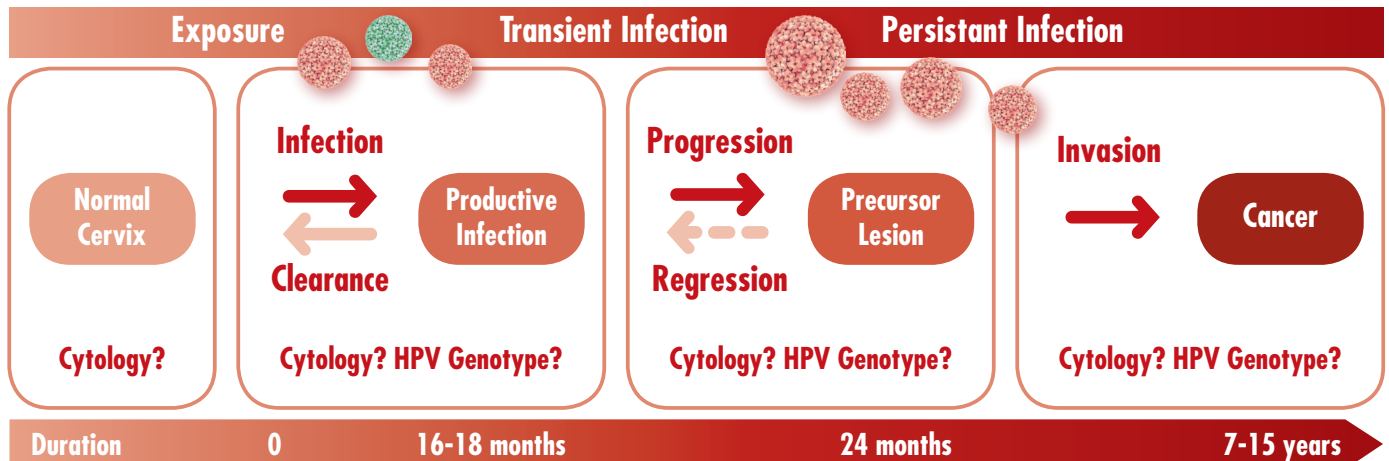 Exposure Transient Infection Persistant Infection
Normal
Cervix
Cytology?
Infection
Productive
Infection
Clearance
Cytology? HPV Genotype?
Progression
Precursor
Lesion
Regression
Cytology? HPV Genotype?
Invasion
Cancer
Cytology? HPV Genotype?
Duration 0 16-18 months 24 months 7-15 years